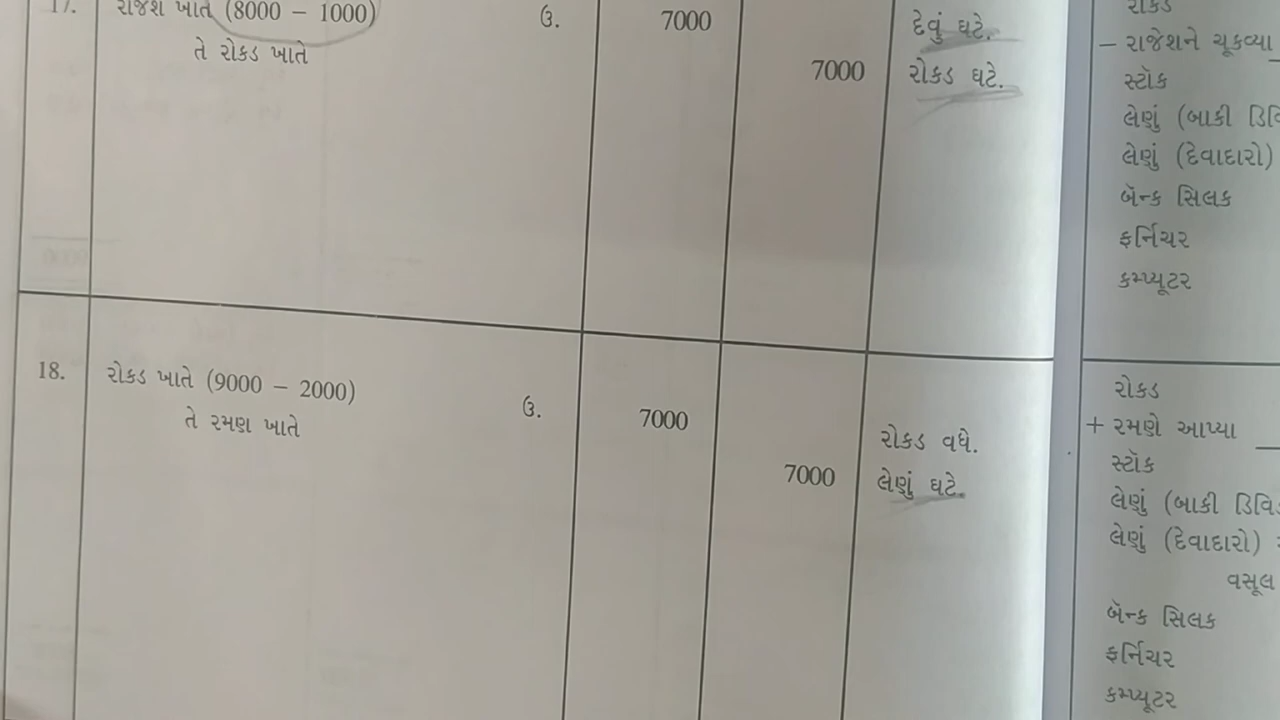 17. રાજેશ ખાતે (8000 – 1000) ઉ. 7000 દેવું ઘટે.
તે રોકડ ખાતે 7000 રોકડ ઘટે.
18. રોકડ ખાતે (9000 – 2000) ઉ. 7000 રોકડ વધે.
તે રમણ ખાતે 7000 લેણું ઘટે.
રોકડ
– રાજેશને ચૂકવ્યા
સ્ટૉક
લેણું (બાકી
લેણું (દેવાદારો)
બૅન્ક સિલક
ફર્નિચર
કમ્પ્યૂટર
રોકડ
+ રમણે આપ્યા
સ્ટૉક
લેણું (બાકી
લેણું (દેવાદારો)
વસૂલ
બૅન્ક સિલક
ફર્નિચર
કમ્પ્યૂટર